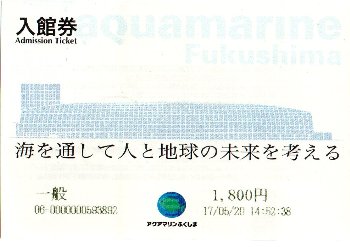 入館券
Admission Ticket
aquamarine
Fukushima
海を通して人と地球の未来を考える
一般
1,800円
06-0000000593892
17/05/29 14:52:38
アクアマリンふくしま